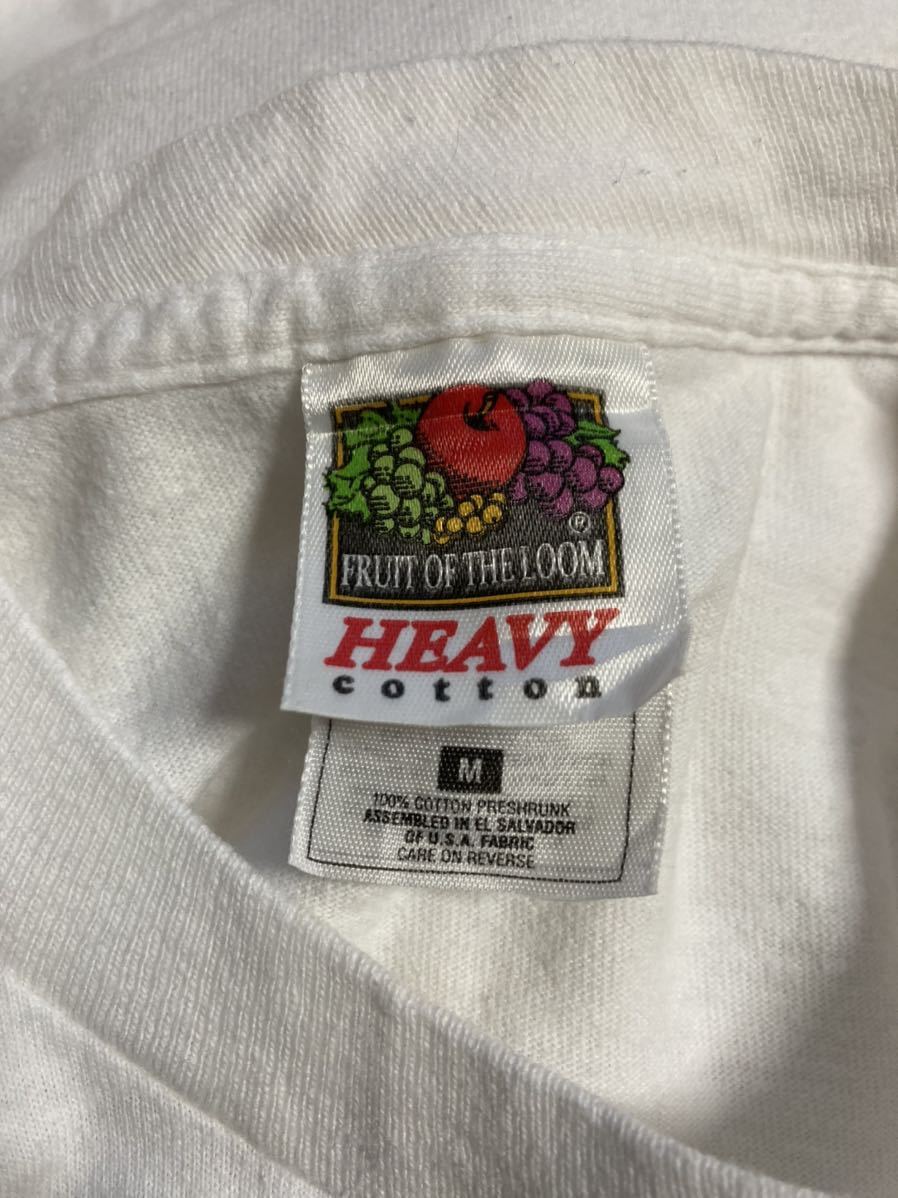 ®
FRUIT OF THE LOOM
HEAVY
cotton
M
100% COTTON PRESHRUNK
ASSEMBLED IN EL SALVADOR
OF U.S.A. FABRIC
CARE ON REVERSE